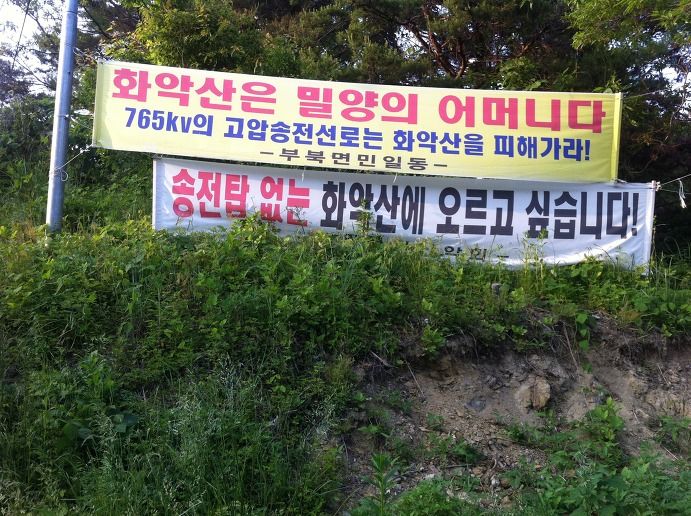 화악산은 밀양의 어머니다
765kv의 고압송전선로는 화악산을 피해가라!
-부북면민일동-
송전탑 없는 화악산에 오르고 싶습니다!